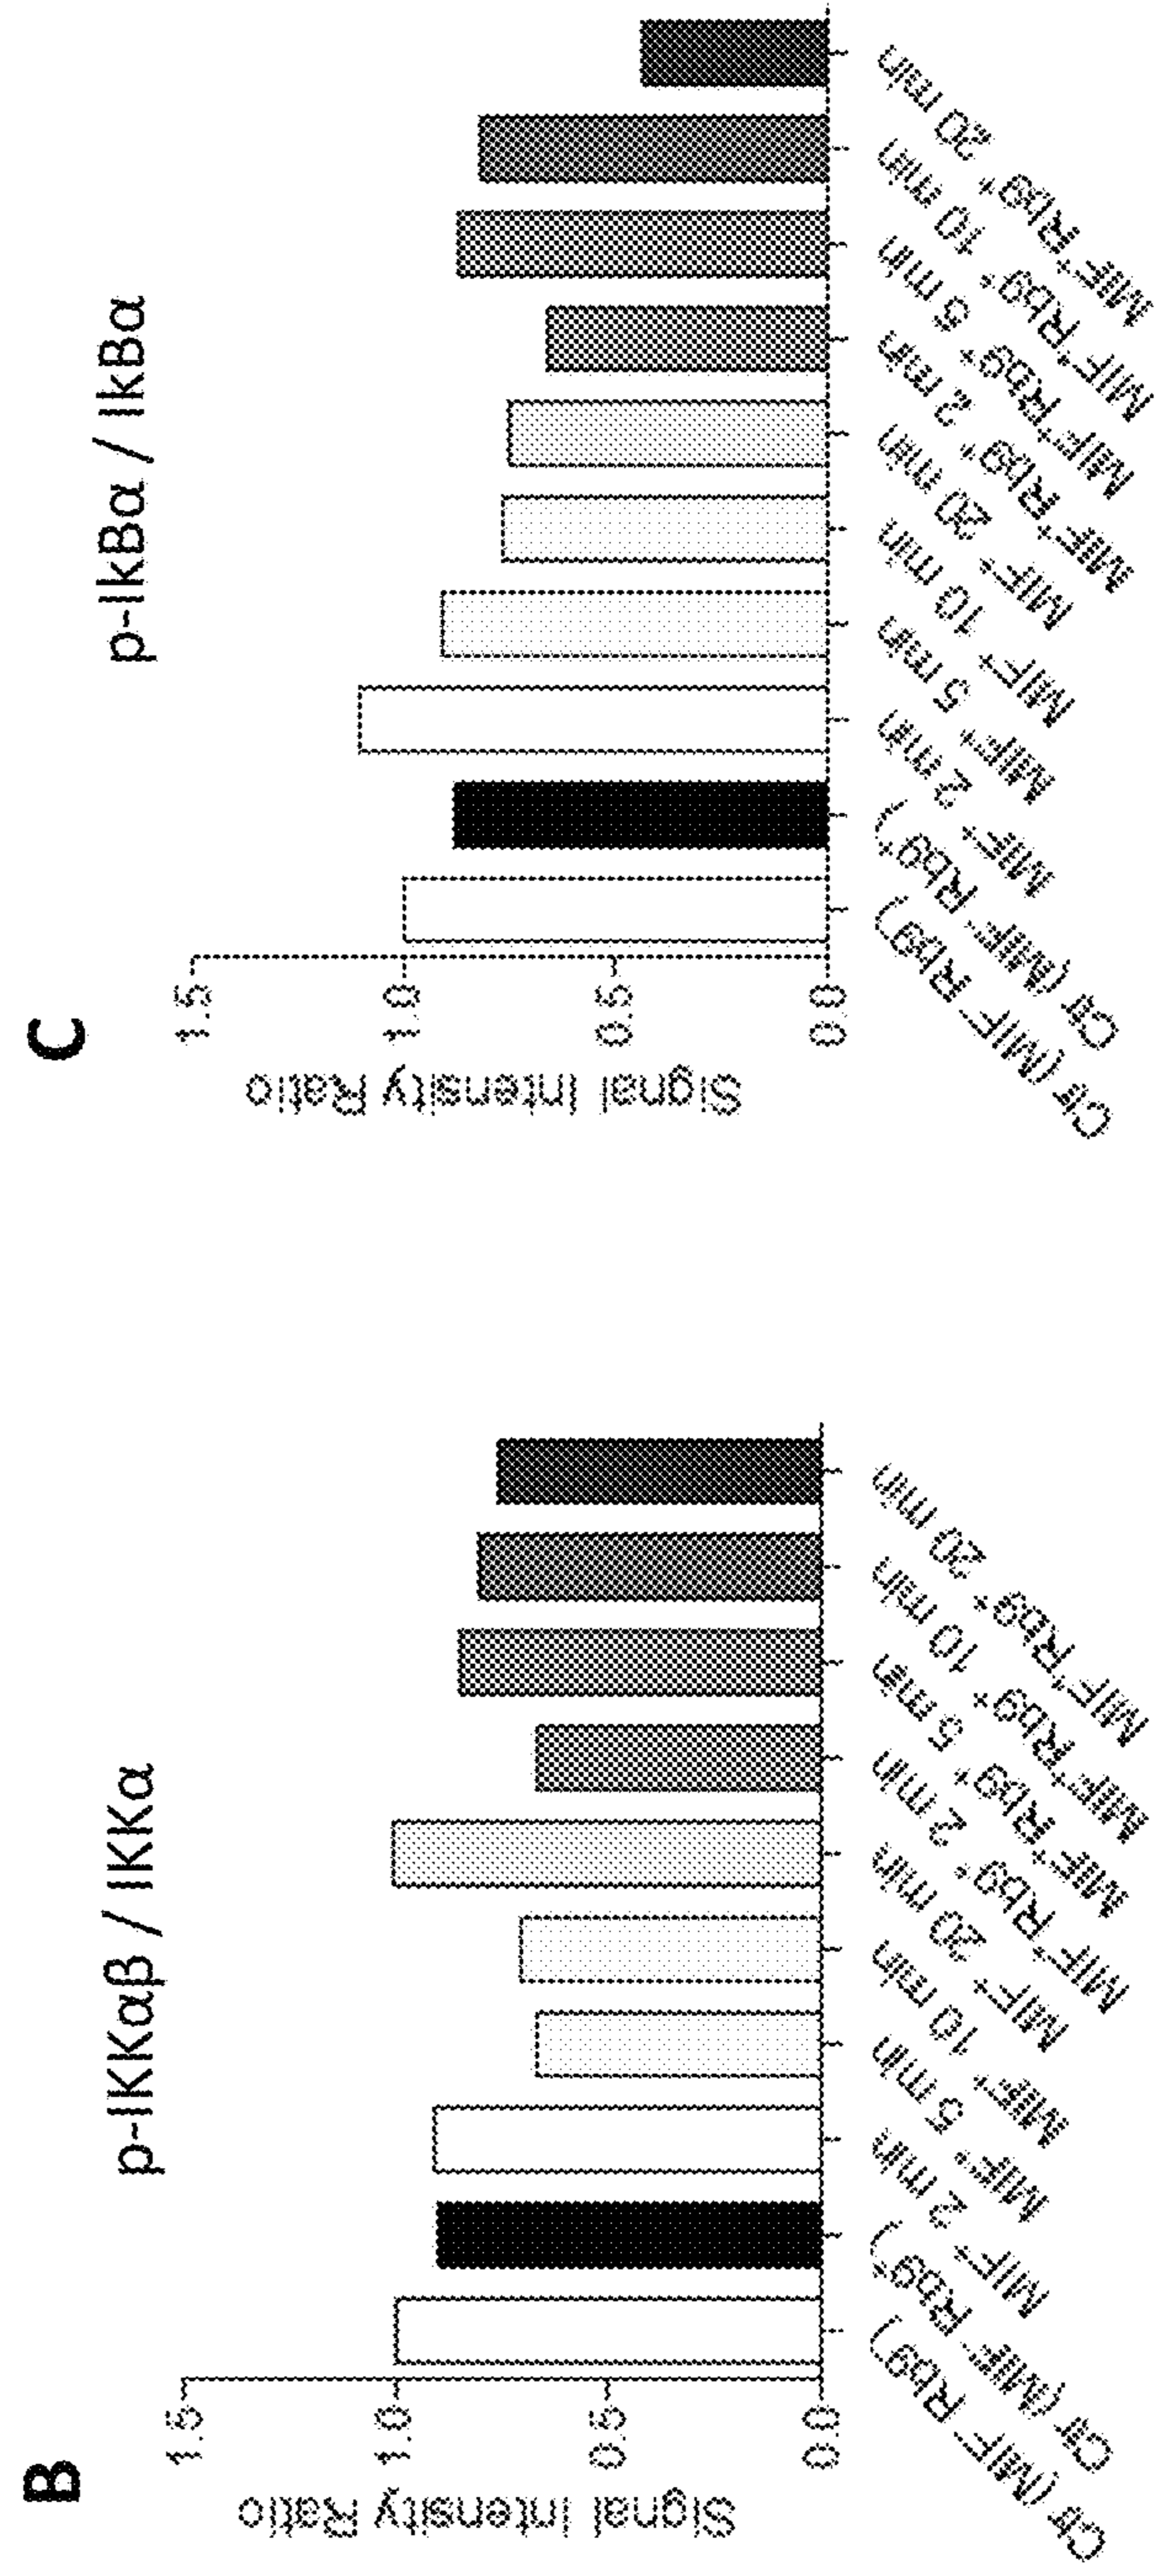 B
p-IKKαβ / IKKα
Signal Intensity Ratio
1.5
1.0
0.5
0.0
Ctr (MIF⁻Rb9⁻)
Ctr (MIF⁻Rb9⁺)
MIF⁺ 2 min
MIF⁺ 5 min
MIF⁺ 10 min
MIF⁺ 20 min
MIF⁺Rb9⁺ 2 min
MIF⁺Rb9⁺ 5 min
MIF⁺Rb9⁺ 10 min
MIF⁺Rb9⁺ 20 min
C
p-IkBα / IkBα
Signal Intensity Ratio
1.5
1.0
0.5
0.0
Ctr (MIF⁻Rb9⁻)
Ctr (MIF⁻Rb9⁺)
MIF⁺ 2 min
MIF⁺ 5 min
MIF⁺ 10 min
MIF⁺ 20 min
MIF⁺Rb9⁺ 2 min
MIF⁺Rb9⁺ 5 min
MIF⁺Rb9⁺ 10 min
MIF⁺Rb9⁺ 20 min